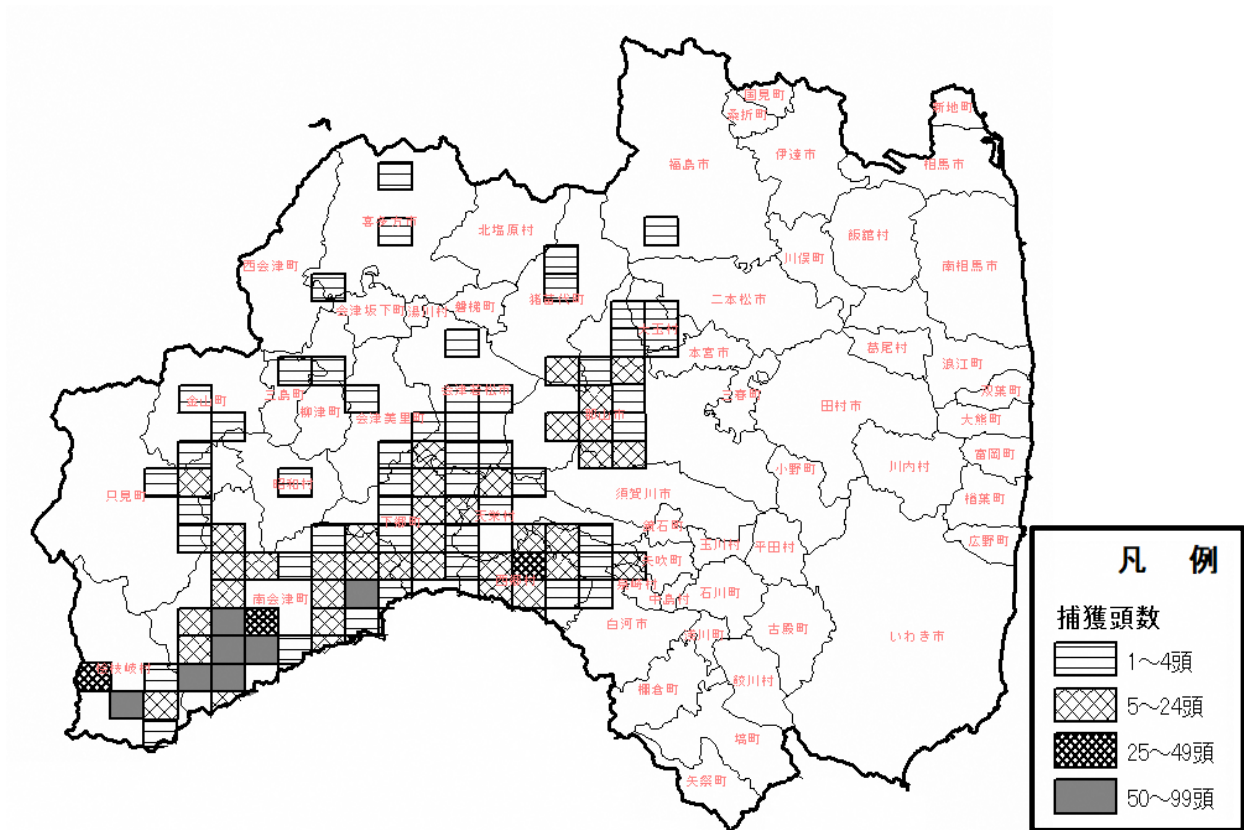 国見町
桑折町
新地町
福島市
伊達市
相馬市
喜多方市
北塩原村
飯舘村
川俣町
南相馬市
西会津町
会津坂下町
湯川村
磐梯町
猪苗代町
二本松市
大玉村
本宮市
葛尾村
浪江町
双葉町
金山町
三島町
柳津町
会津美里町
会津若松市
郡山市
三春町
田村市
大熊町
富岡町
只見町
昭和村
小野町
川内村
楢葉町
須賀川市
下郷町
天栄村
鏡石町
玉川村
平田村
広野町
矢吹町
西郷村
泉崎村
中島村
石川町
南会津町
白河市
浅川町
古殿町
いわき市
檜枝岐村
棚倉町
鮫川村
塙町
矢祭町
凡 例
捕獲頭数
1～4頭
5～24頭
25～49頭
50～99頭